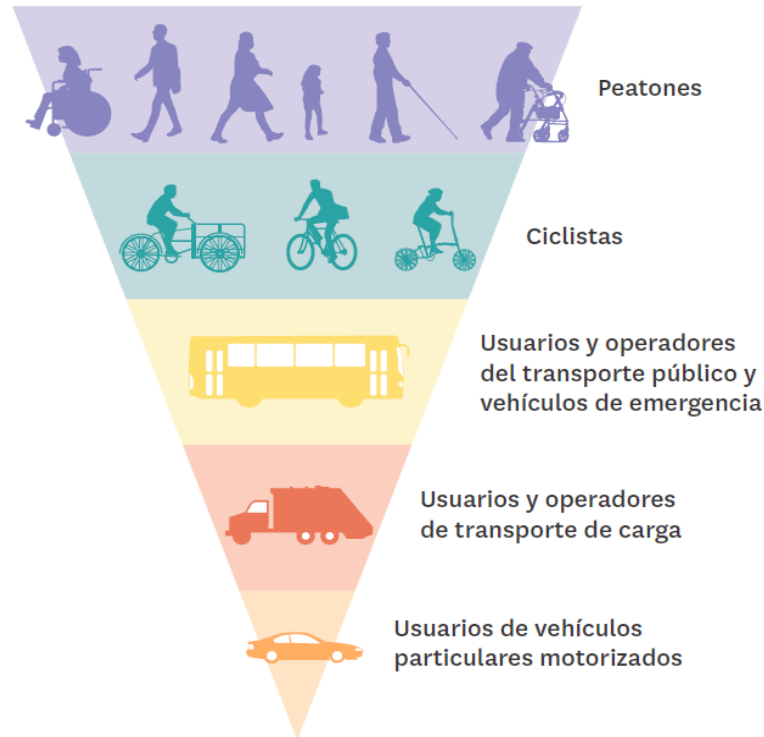 Peatones
Ciclistas
Usuarios y operadores
del transporte público y
vehículos de emergencia
Usuarios y operadores
de transporte de carga
Usuarios de vehículos
particulares motorizados